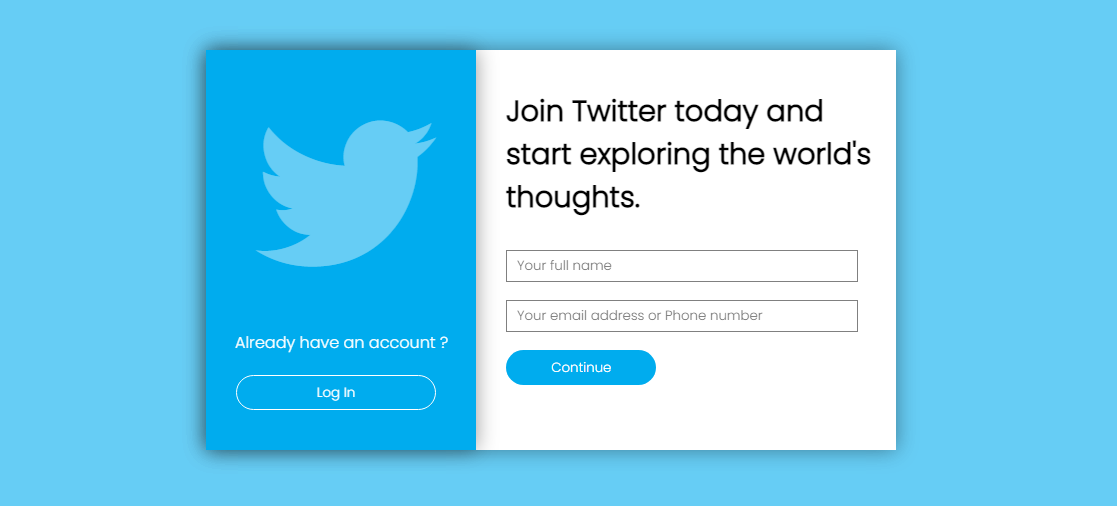 Already have an account ?
Log In
Join Twitter today and
start exploring the world's
thoughts.
Your full name
Your email address or Phone number
Continue